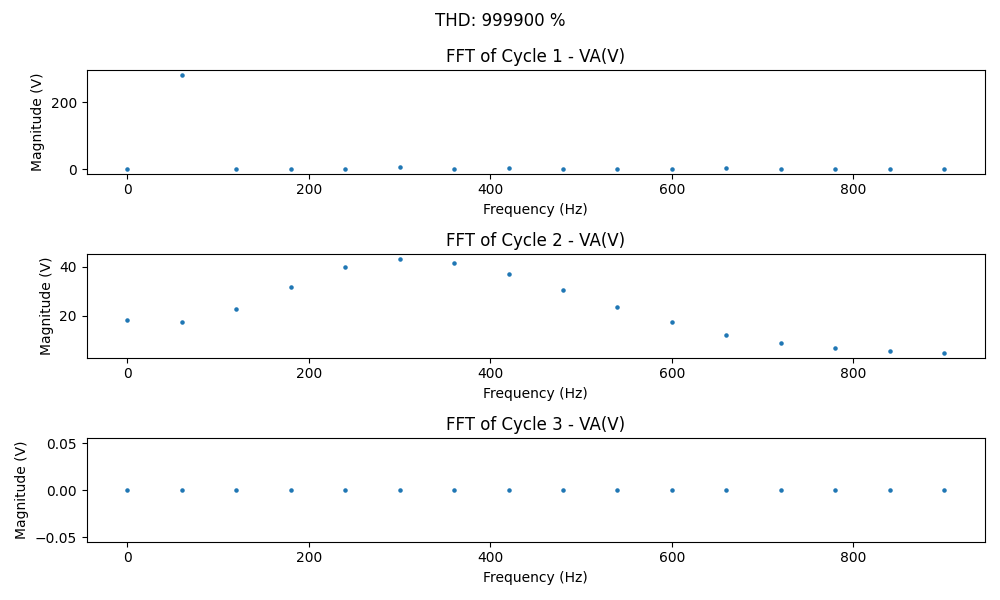 THD: 999900 %
FFT of Cycle 1 - VA(V)
Magnitude (V)
200
0
0 200 400 600 800
Frequency (Hz)
FFT of Cycle 2 - VA(V)
Magnitude (V)
40
20
0 200 400 600 800
Frequency (Hz)
FFT of Cycle 3 - VA(V)
Magnitude (V)
0.05
0.00
−0.05
0 200 400 600 800
Frequency (Hz)